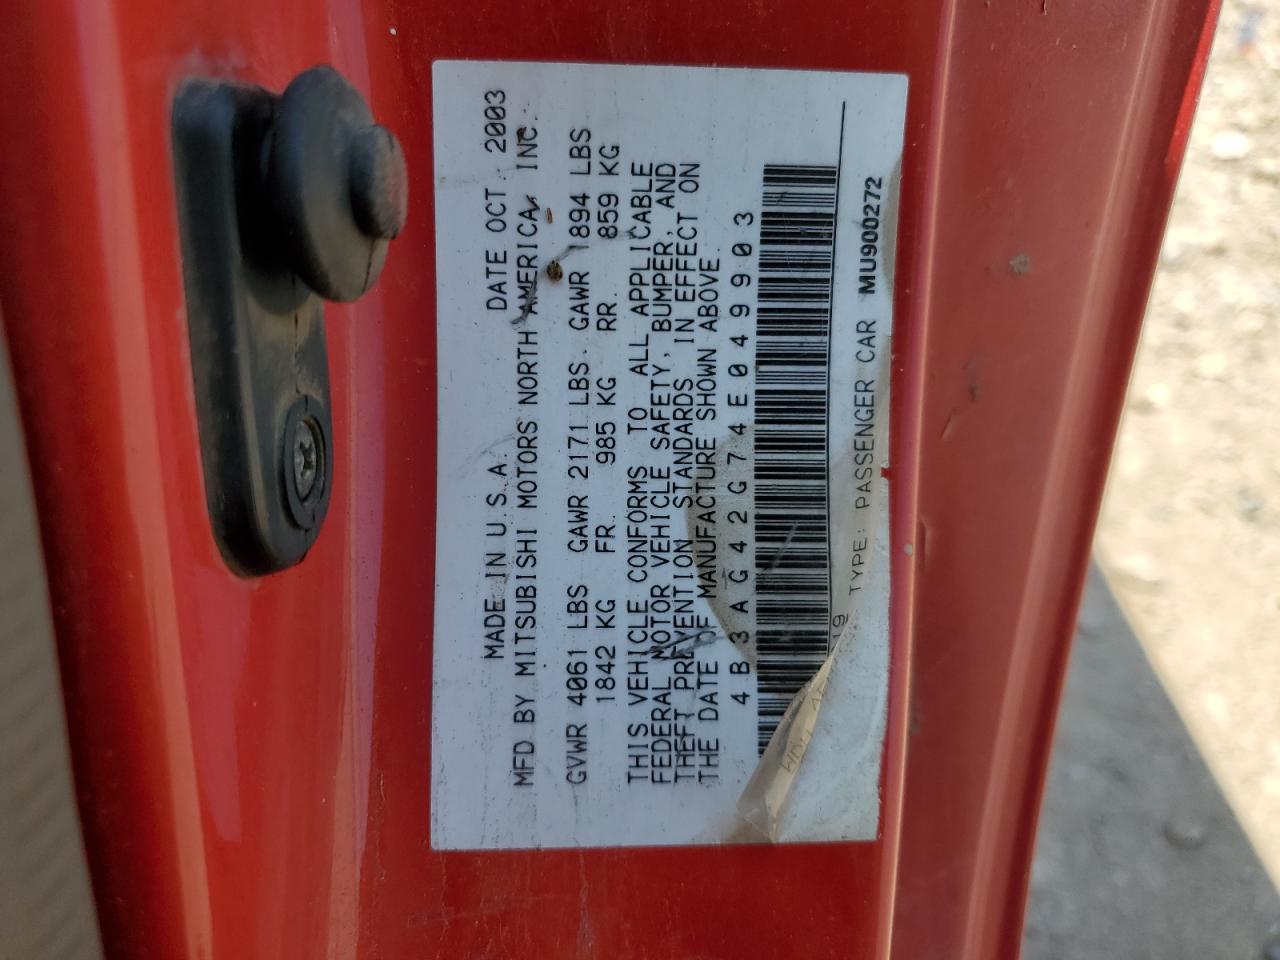 MADE IN U.S.A. DATE OCT 2003
MFD BY MITSUBISHI MOTORS NORTH AMERICA, INC.
GVWR 4061 LBS GAWR 2171 LBS. GAWR 1894 LBS
1842 KG FR. 985 KG RR. 859 KG
THIS VEHICLE CONFORMS TO ALL APPLICABLE
FEDERAL MOTOR VEHICLE SAFETY, BUMPER, AND
THEFT PREVENTION STANDARDS IN EFFECT ON
THE DATE OF MANUFACTURE SHOWN ABOVE.
4B3AG42G74E049903
19 TYPE: PASSENGER CAR MU900272